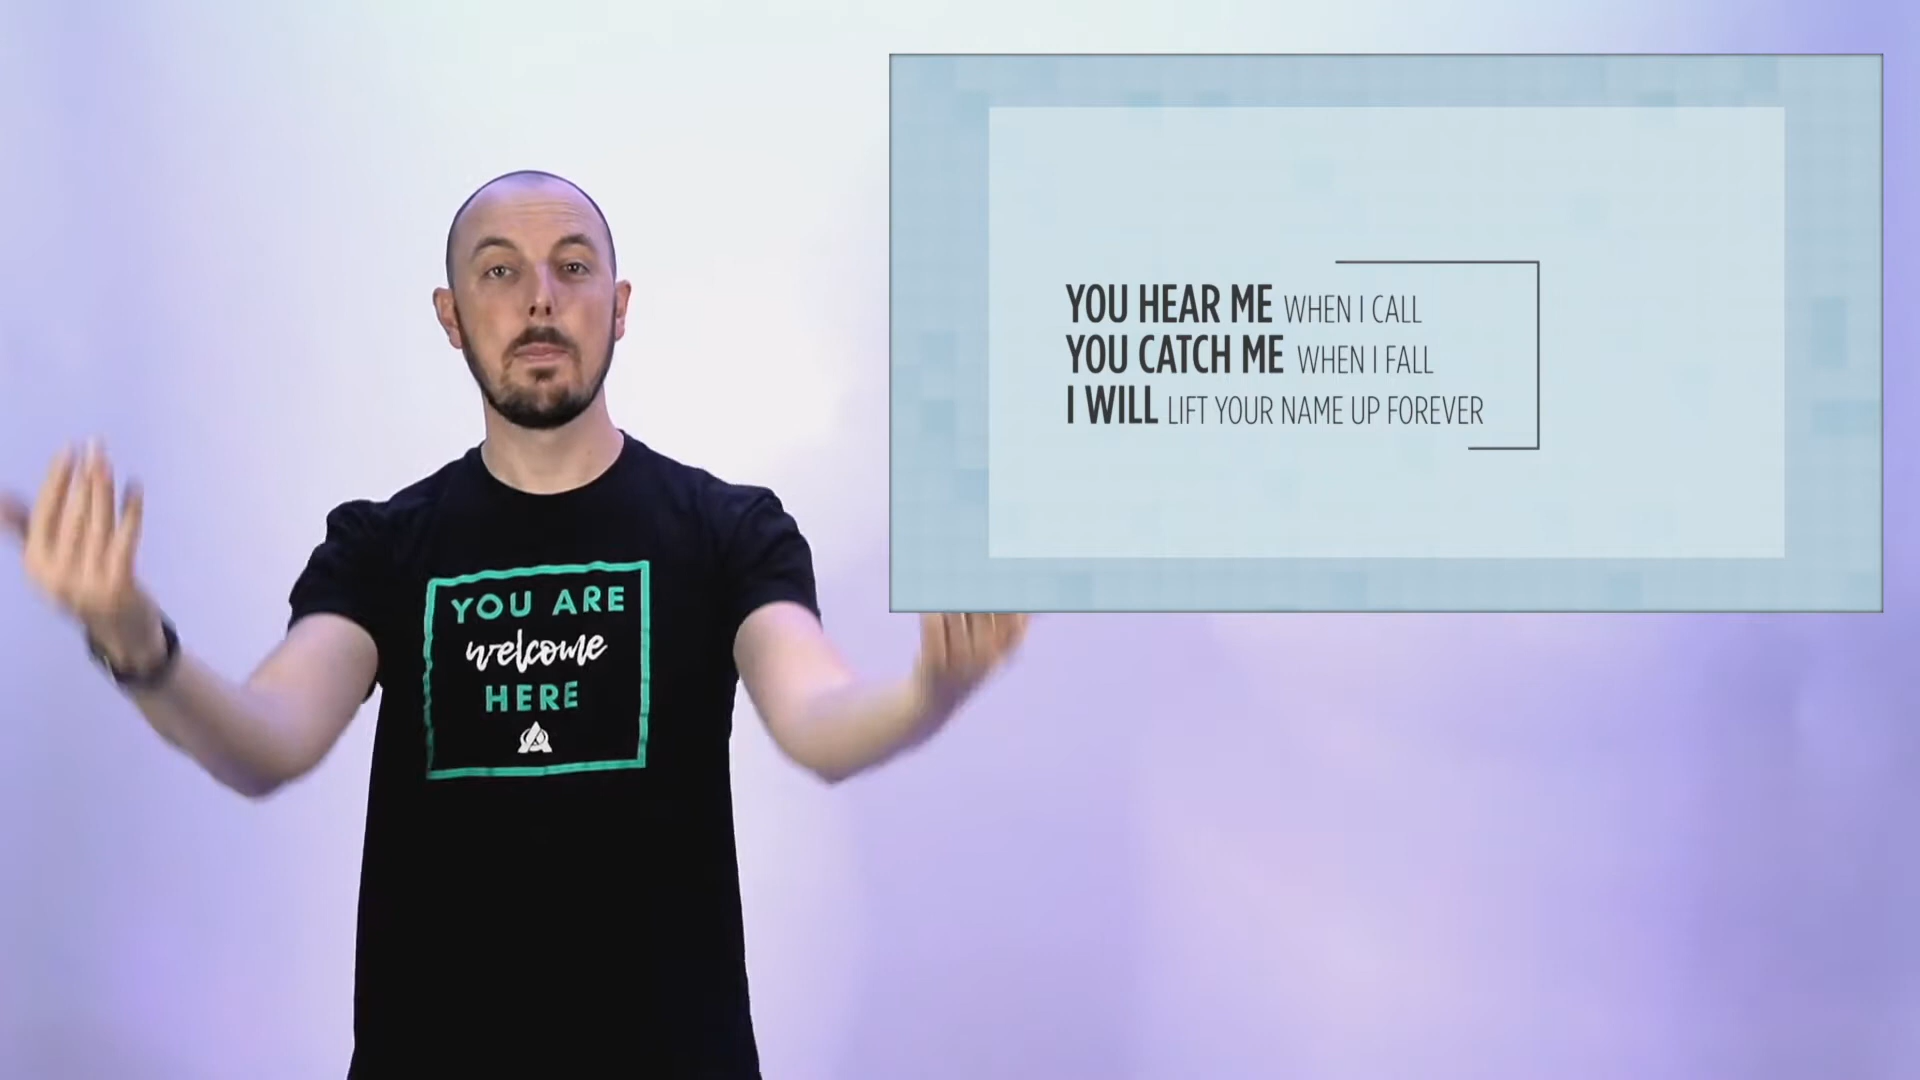 YOU HEAR ME WHEN I CALL
YOU CATCH ME WHEN I FALL
I WILL LIFT YOUR NAME UP FOREVER
YOU ARE
welcome
HERE